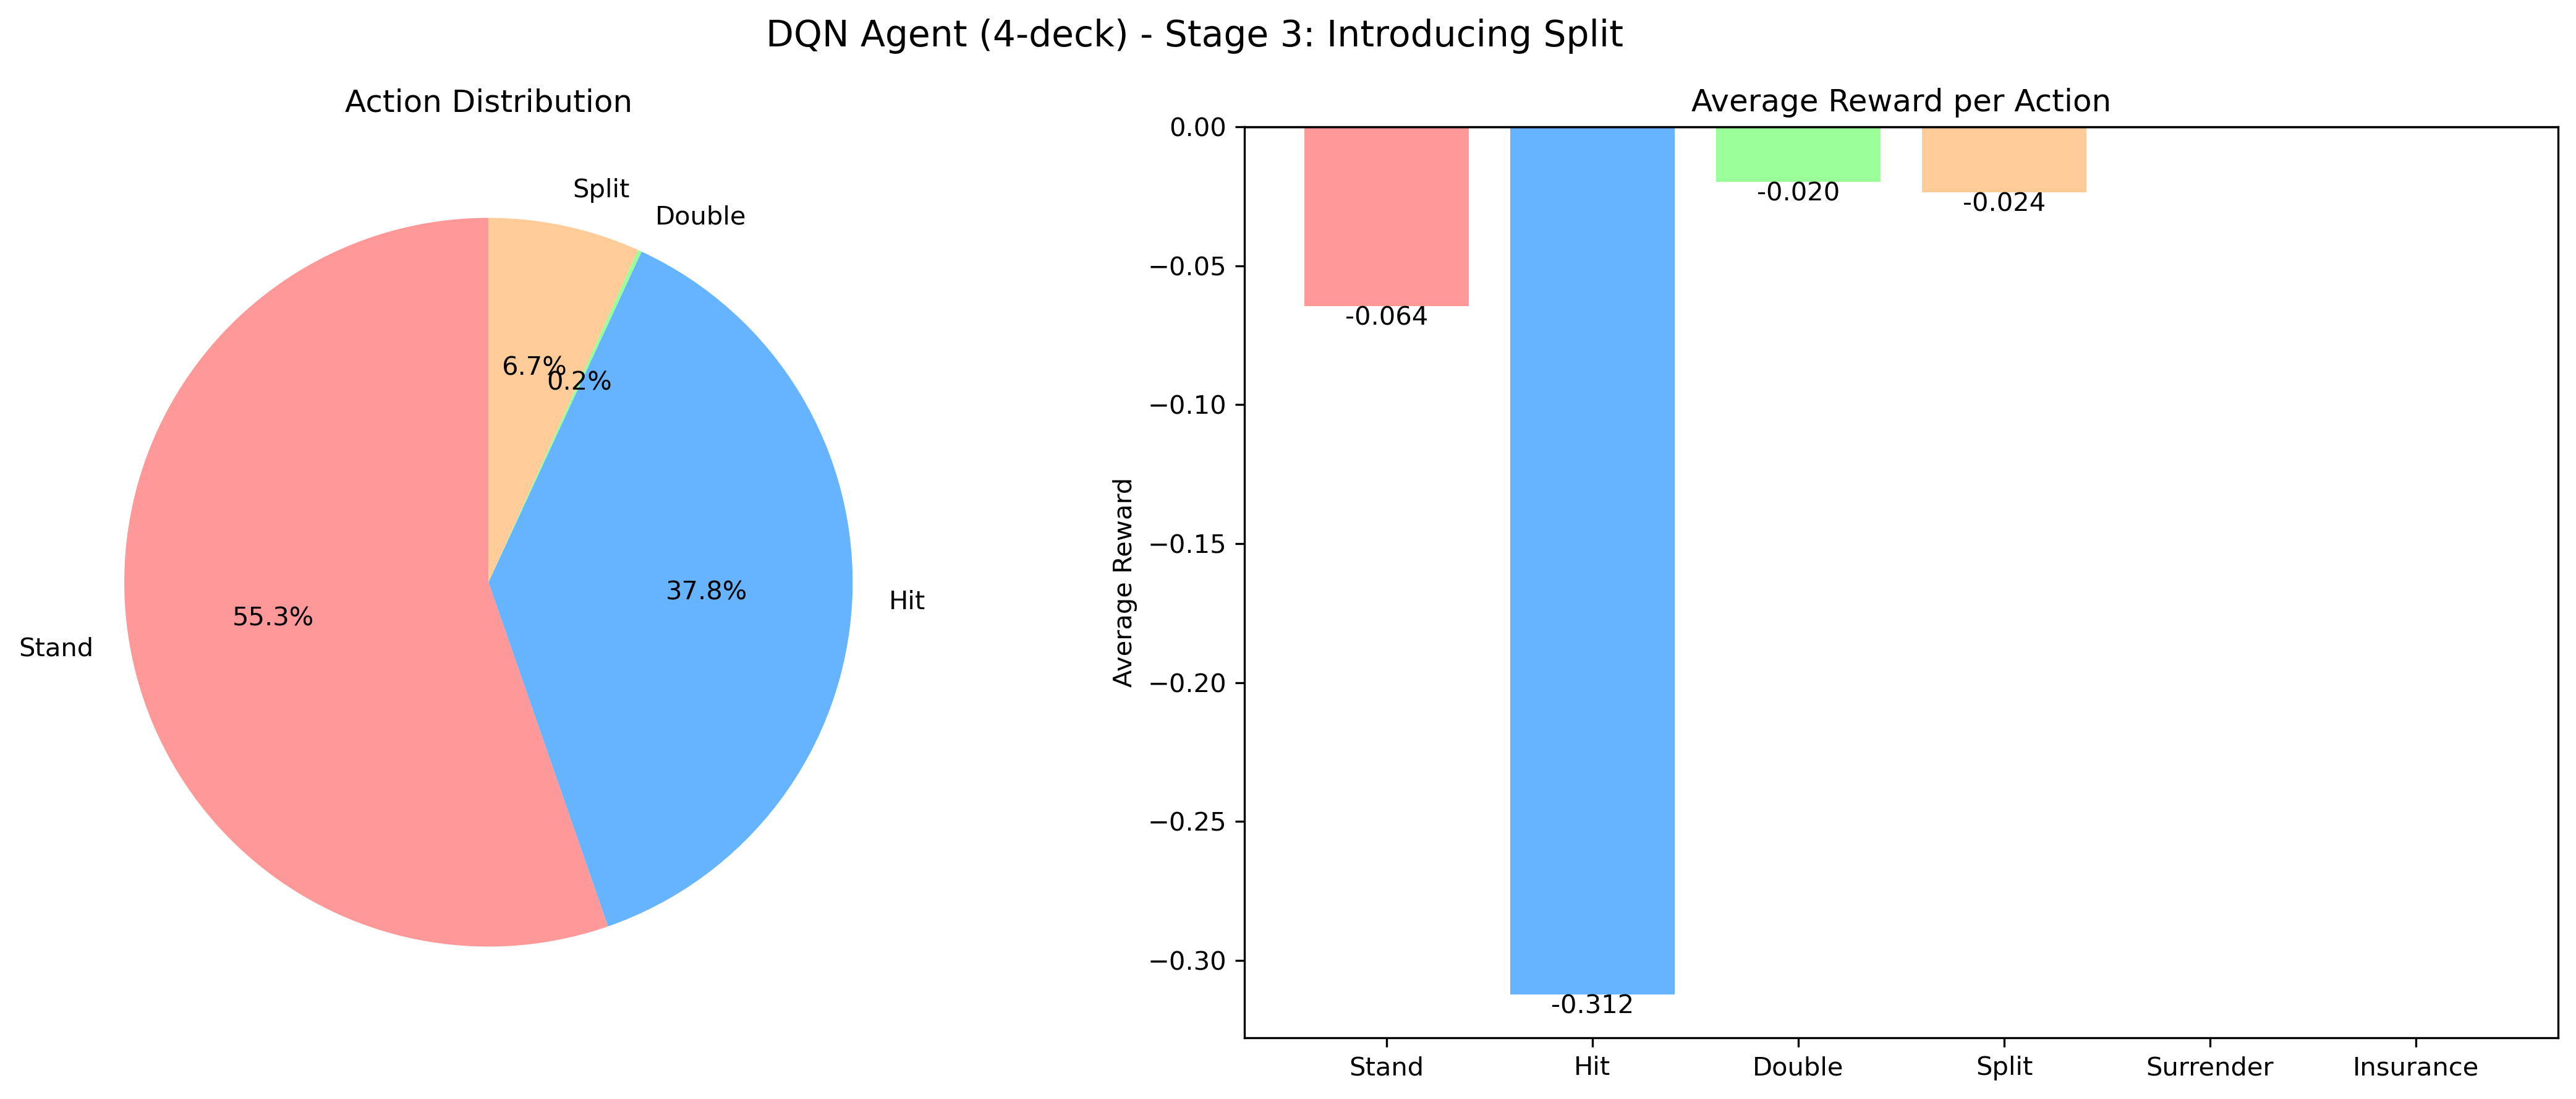 DQN Agent (4-deck) - Stage 3: Introducing Split
Action Distribution
Split
Double
6.7%
0.2%
37.8%
Hit
55.3%
Stand
Average Reward per Action
Average Reward
0.00
−0.05
−0.10
−0.15
−0.20
−0.25
−0.30
-0.064
-0.312
-0.020
-0.024
Stand
Hit
Double
Split
Surrender
Insurance